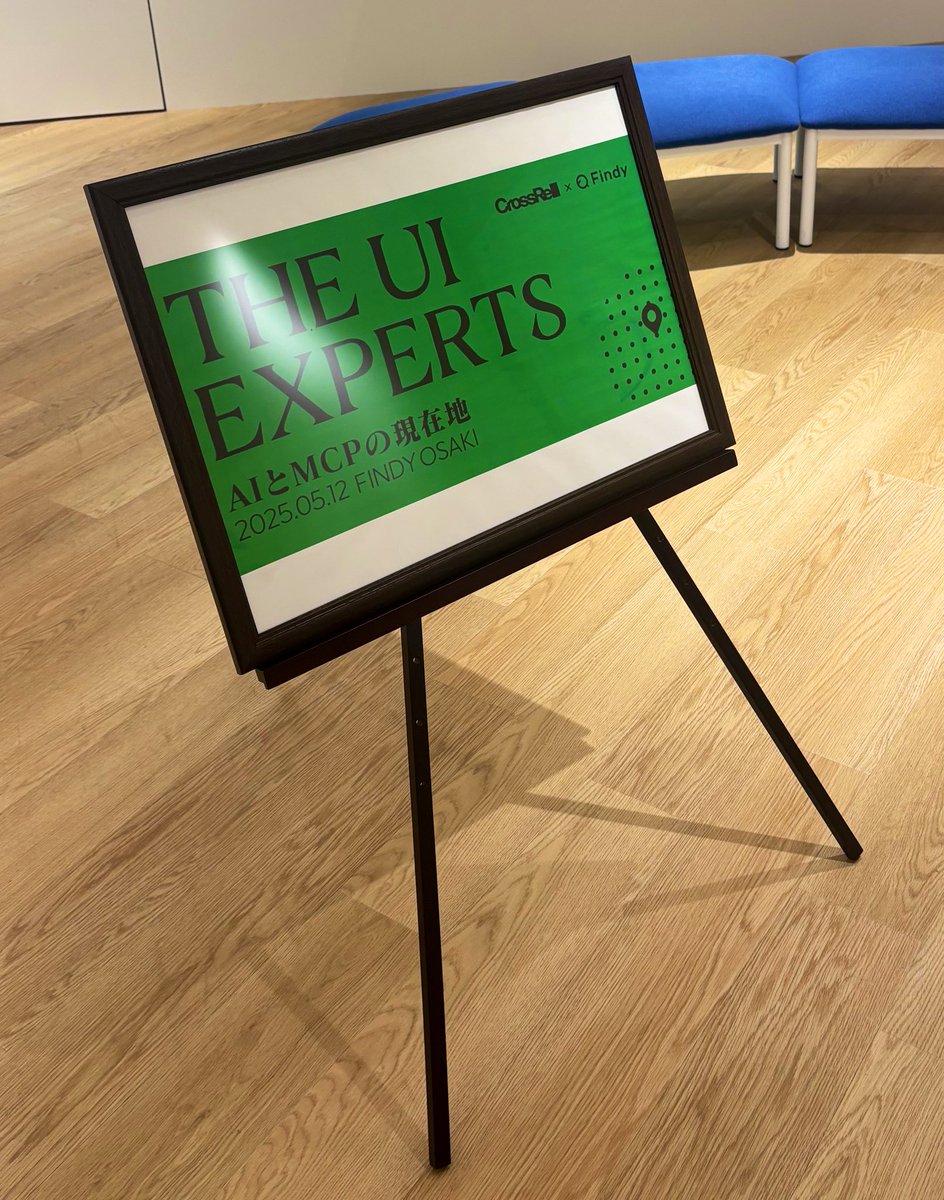 CrossRel × Findy
THE UI
EXPERTS
AIとMCPの現在地
2025.05.12 FINDY OSAKI